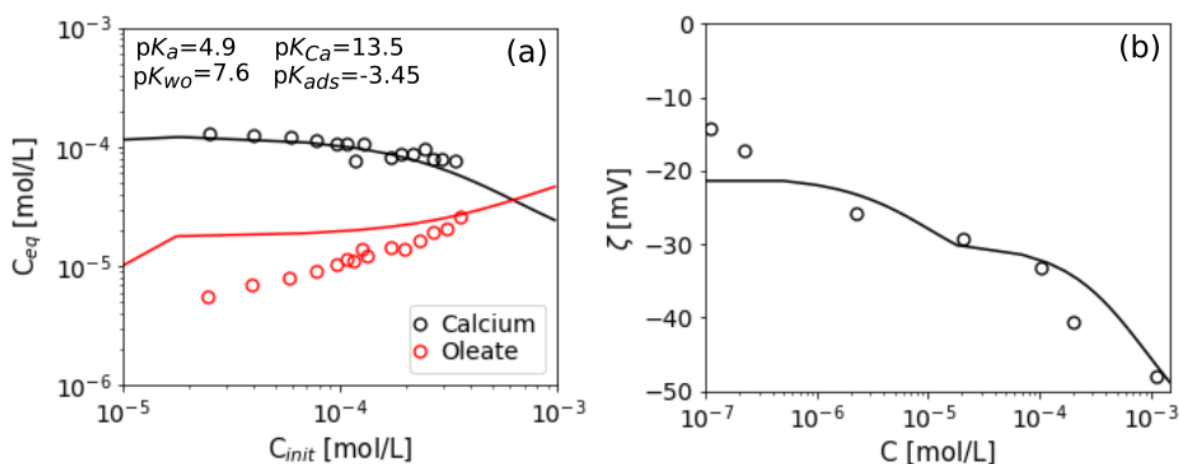 (a)
pKa=4.9 pKCa=13.5
pKwo=7.6 pKads=-3.45
10⁻³
10⁻⁴
10⁻⁵
10⁻⁶
Ceq [mol/L]
Calcium
Oleate
10⁻⁵ 10⁻⁴ 10⁻³
Cinit [mol/L]
(b)
0
−10
−20
−30
−40
−50
ζ [mV]
10⁻⁷ 10⁻⁶ 10⁻⁵ 10⁻⁴ 10⁻³
C [mol/L]